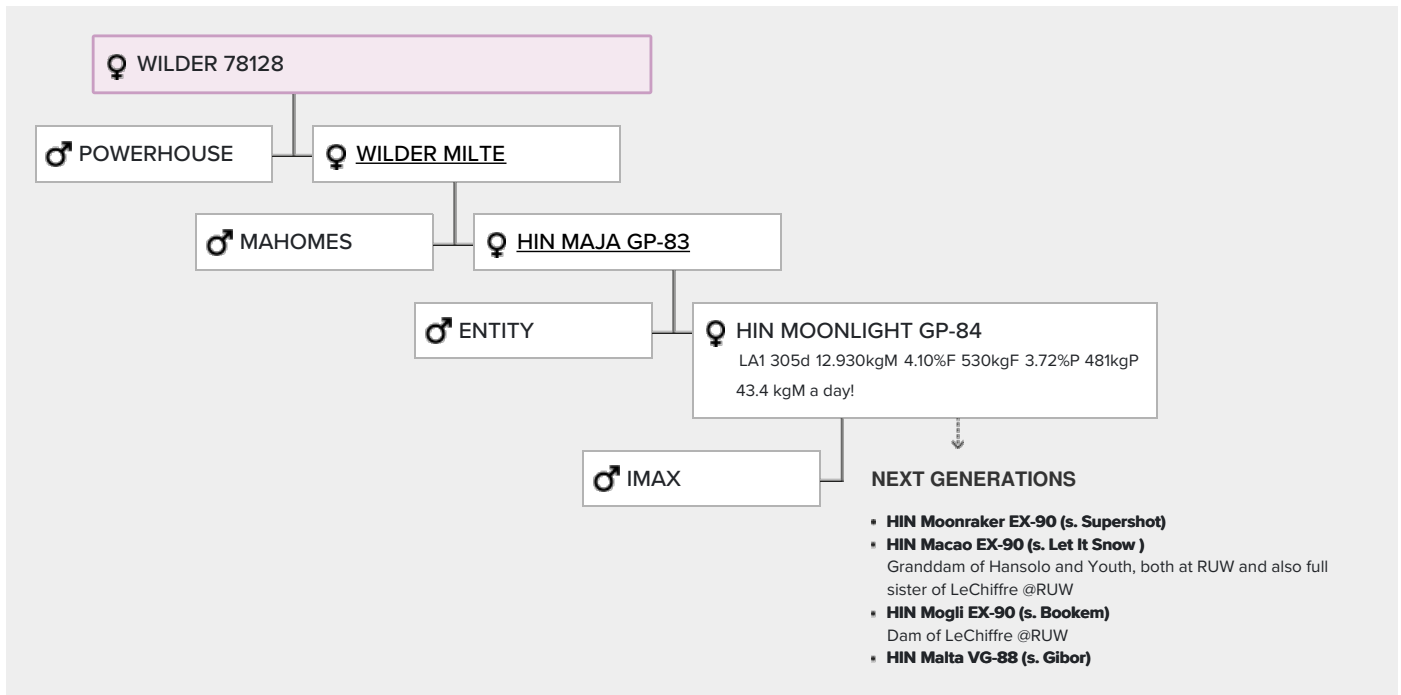 WILDER 78128
POWERHOUSE
WILDER MILTE
MAHOMES
HIN MAJA GP-83
ENTITY
HIN MOONLIGHT GP-84
LA1 305d 12.930kgM 4.10%F 530kgF 3.72%P 481kgP
43.4 kgM a day!
IMAX
NEXT GENERATIONS
HIN Moonraker EX-90 (s. Supershot)
HIN Macao EX-90 (s. Let It Snow )
Granddam of Hansolo and Youth, both at RUW and also full
sister of LeChiffre @RUW
HIN Mogli EX-90 (s. Bookem)
Dam of LeChiffre @RUW
HIN Malta VG-88 (s. Gibor)